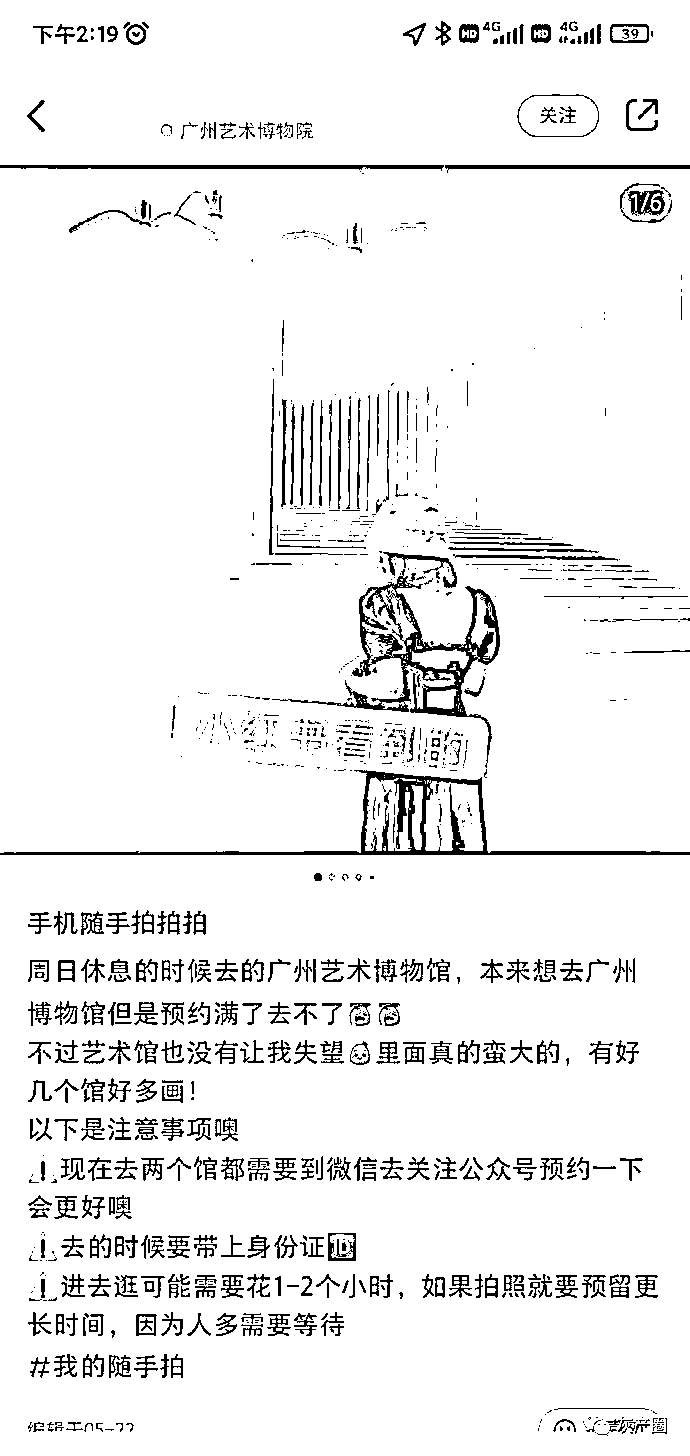 下午2:19
4G
4G
39
广州艺术博物院
关注
1/6
小红书看到的
手机随手拍拍拍
周日休息的时候去的广州艺术博物馆，本来想去广州
博物馆但是预约满了去不了
不过艺术馆也没有让我失望里面真的蛮大的，有好
几个馆好多画！
以下是注意事项噢
现在去两个馆都需要到微信去关注公众号预约一下
会更好噢
去的时候要带上身份证🆔
进去逛可能需要花1-2个小时，如果拍照就要预留更
长时间，因为人多需要等待
#我的随手拍
编辑于05-22